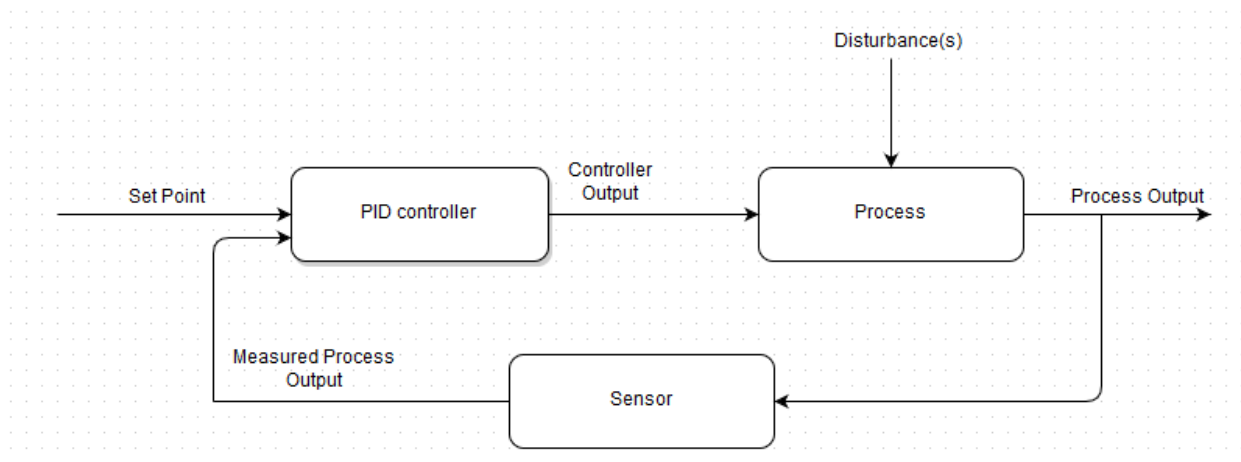 Disturbance(s)
Set Point
PID controller
Controller
Output
Process
Process Output
Measured Process
Output
Sensor